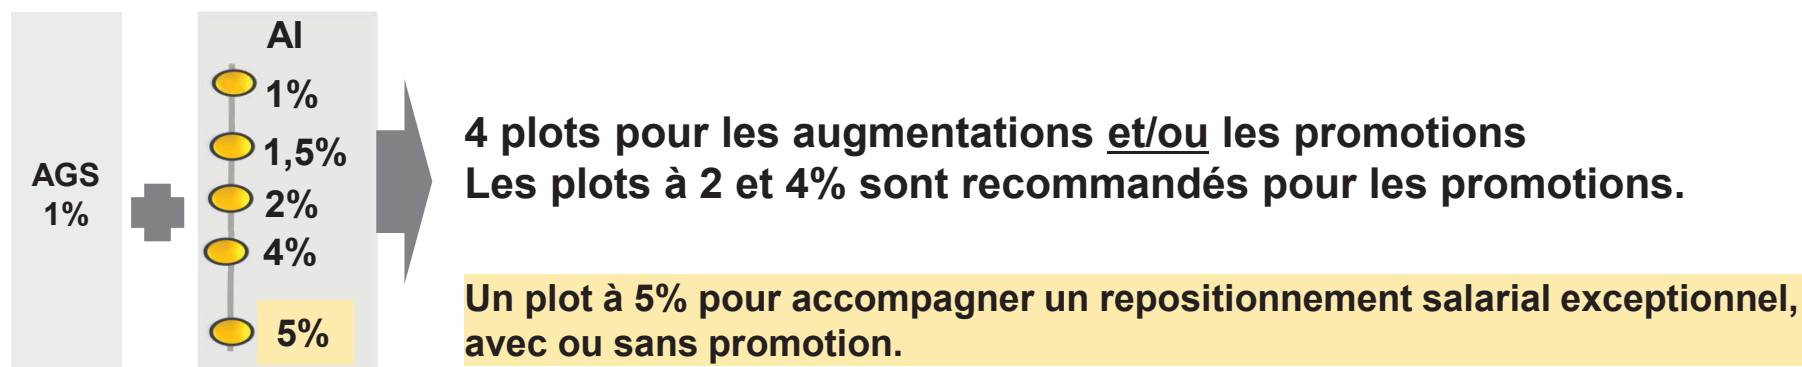 AGS
1%
AI
1%
1,5%
2%
4%
5%
4 plots pour les augmentations et/ou les promotions
Les plots à 2 et 4% sont recommandés pour les promotions.
Un plot à 5% pour accompagner un repositionnement salarial exceptionnel,
avec ou sans promotion.